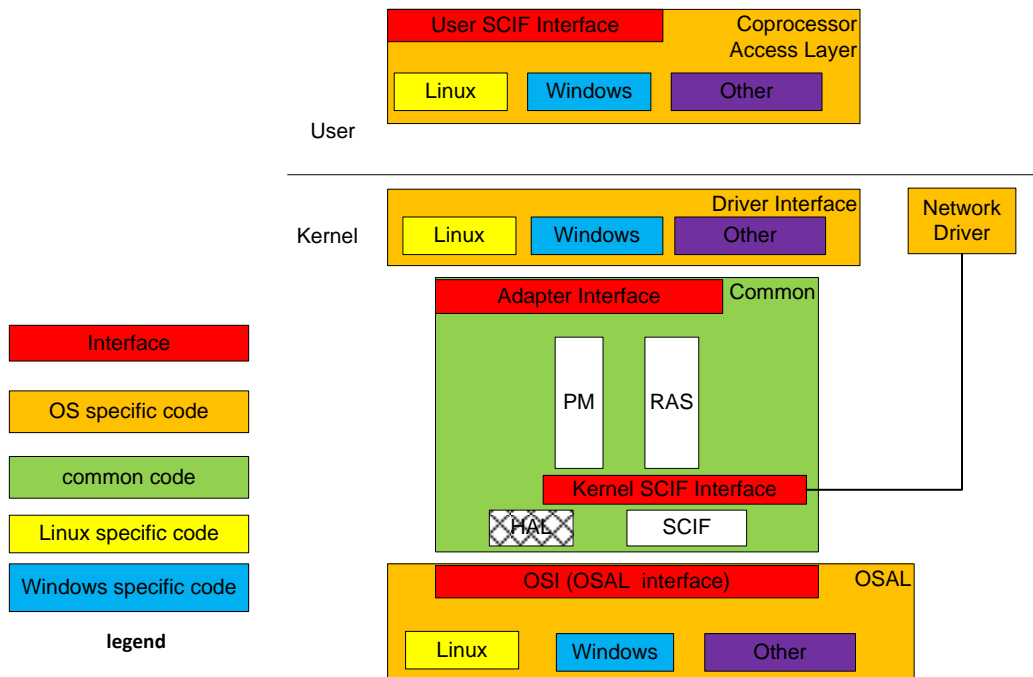 User SCIF Interface
Coprocessor
Access Layer
Linux
Windows
Other
User
Kernel
Driver Interface
Linux
Windows
Other
Network
Driver
Adapter Interface
Common
PM
RAS
Kernel SCIF Interface
HAL
SCIF
OSI (OSAL interface)
OSAL
Linux
Windows
Other
Interface
OS specific code
common code
Linux specific code
Windows specific code
legend